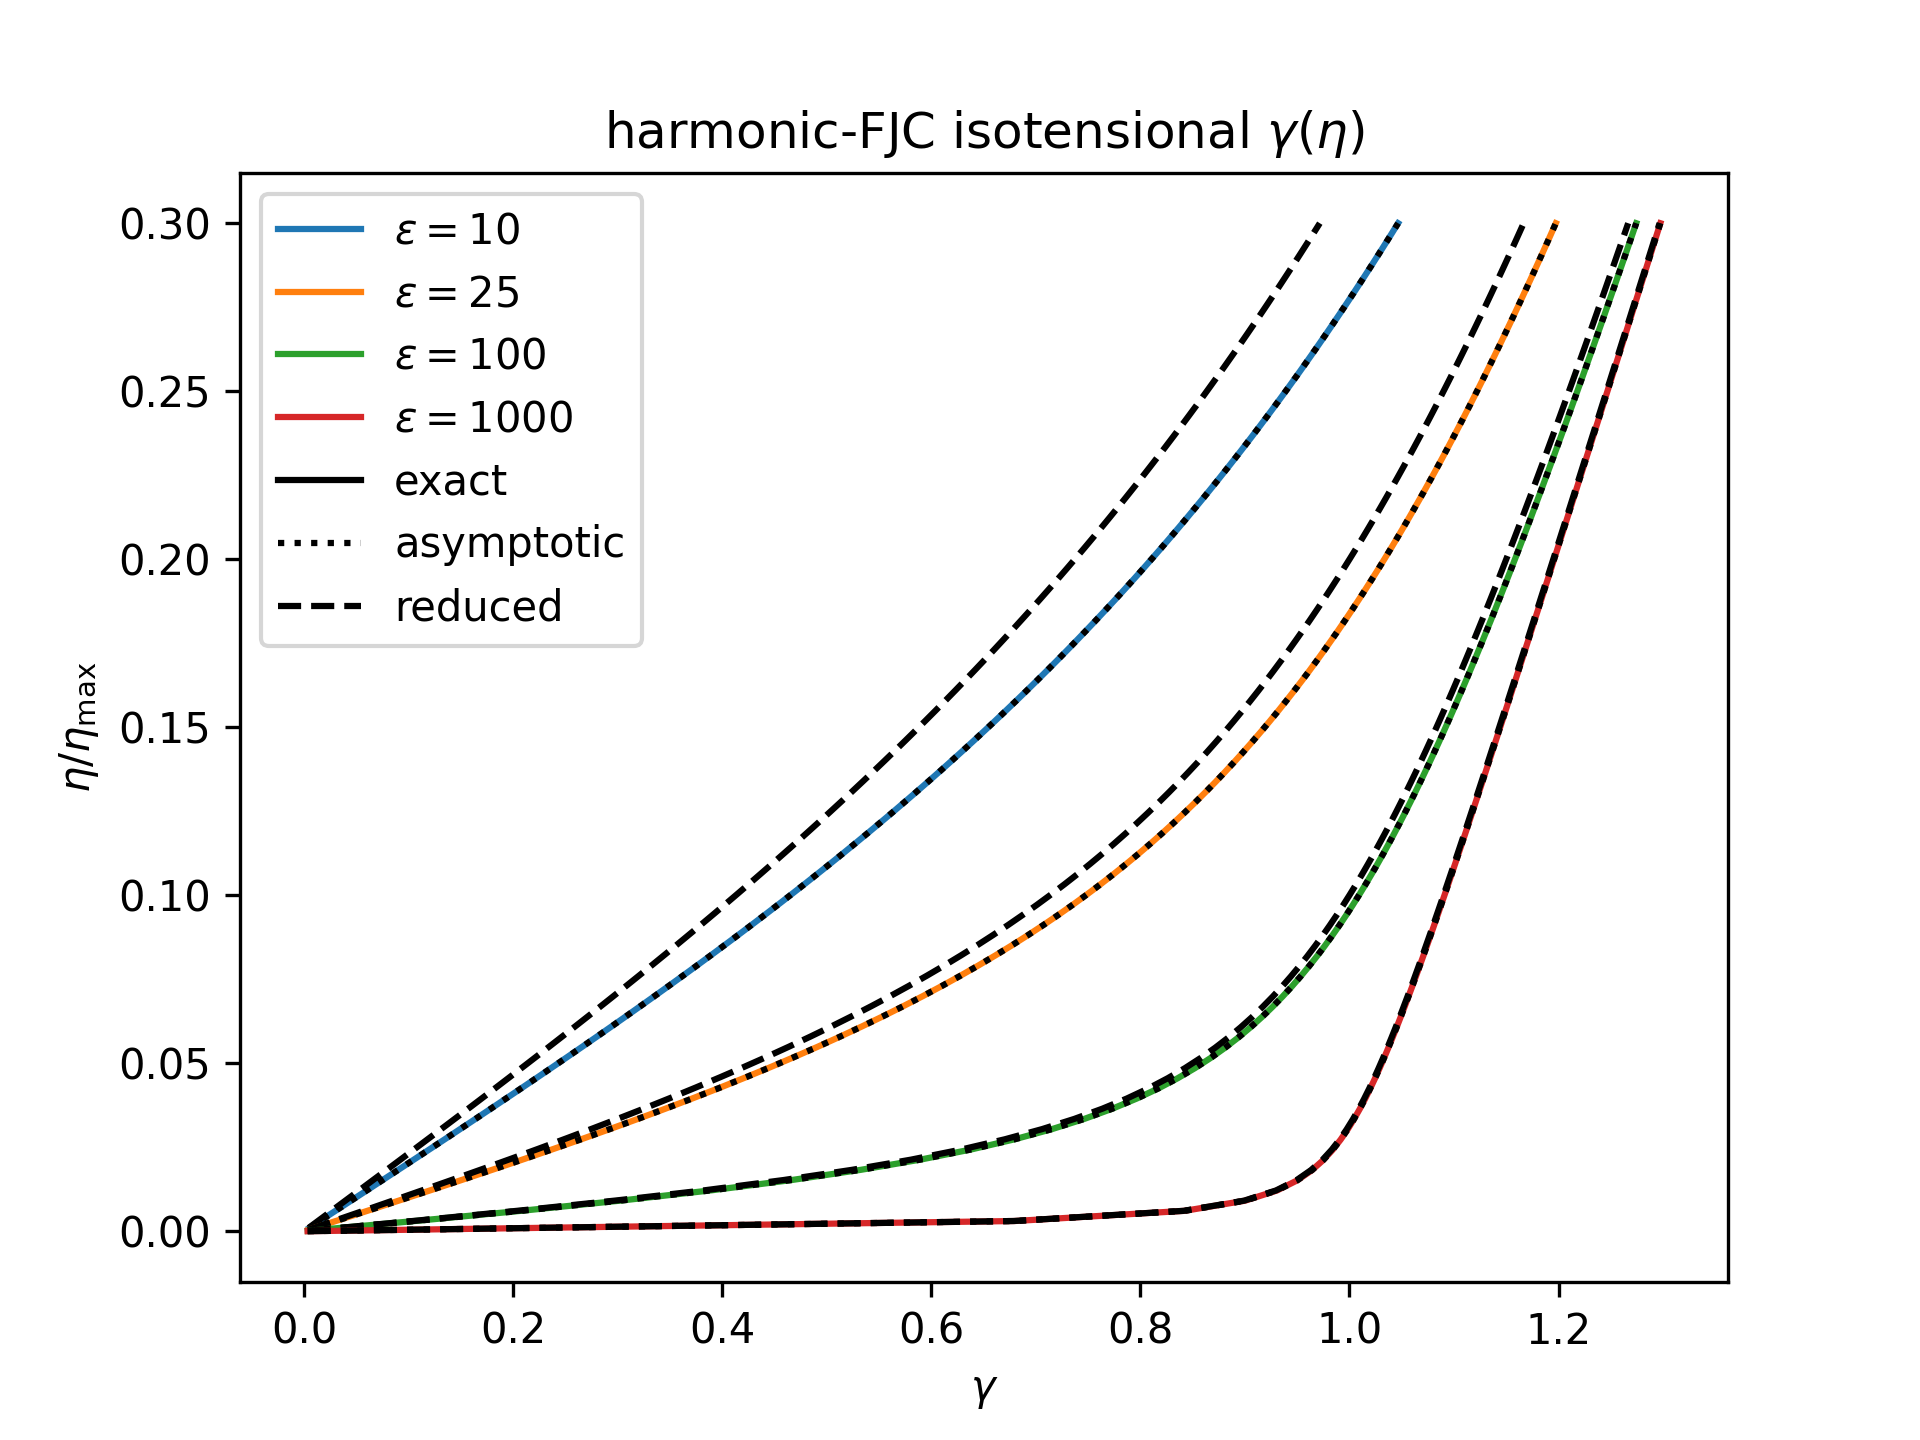 harmonic-FJC isotensional γ(η)
ε = 10
ε = 25
ε = 100
ε = 1000
exact
asymptotic
reduced
η/ηmax
0.30
0.25
0.20
0.15
0.10
0.05
0.00
0.0 0.2 0.4 0.6 0.8 1.0 1.2
γ